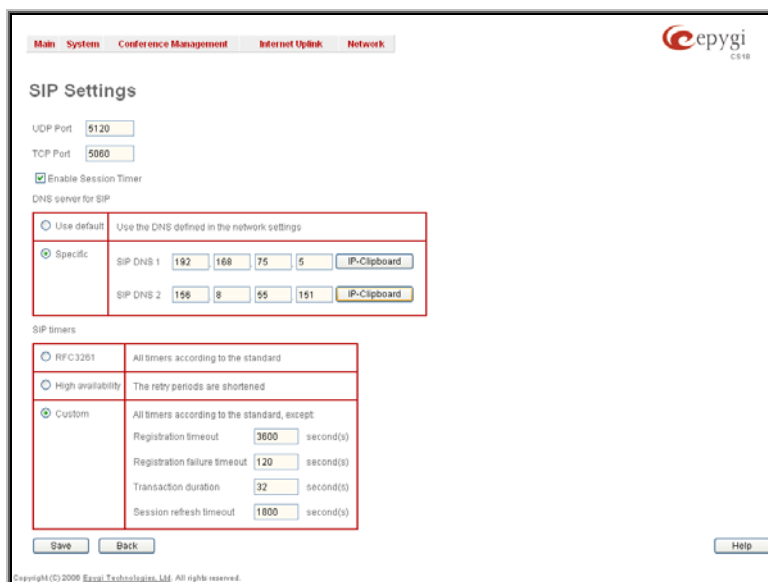 Main System Conference Management Internet Uplink Network
epygi
CS18
SIP Settings
UDP Port 5120
TCP Port 5060
Enable Session Timer
DNS server for SIP
Use default Use the DNS defined in the network settings
Specific SIP DNS 1 192 168 75 5 IP-Clipboard
SIP DNS 2 156 8 55 151 IP-Clipboard
SIP timers
RFC3261 All timers according to the standard
High availability The retry periods are shortened
Custom All timers according to the standard, except:
Registration timeout 3600 second(s)
Registration failure timeout 120 second(s)
Transaction duration 32 second(s)
Session refresh timeout 1800 second(s)
Save Back Help
Copyright (C) 2006 Epygi Technologies, Ltd. All rights reserved.